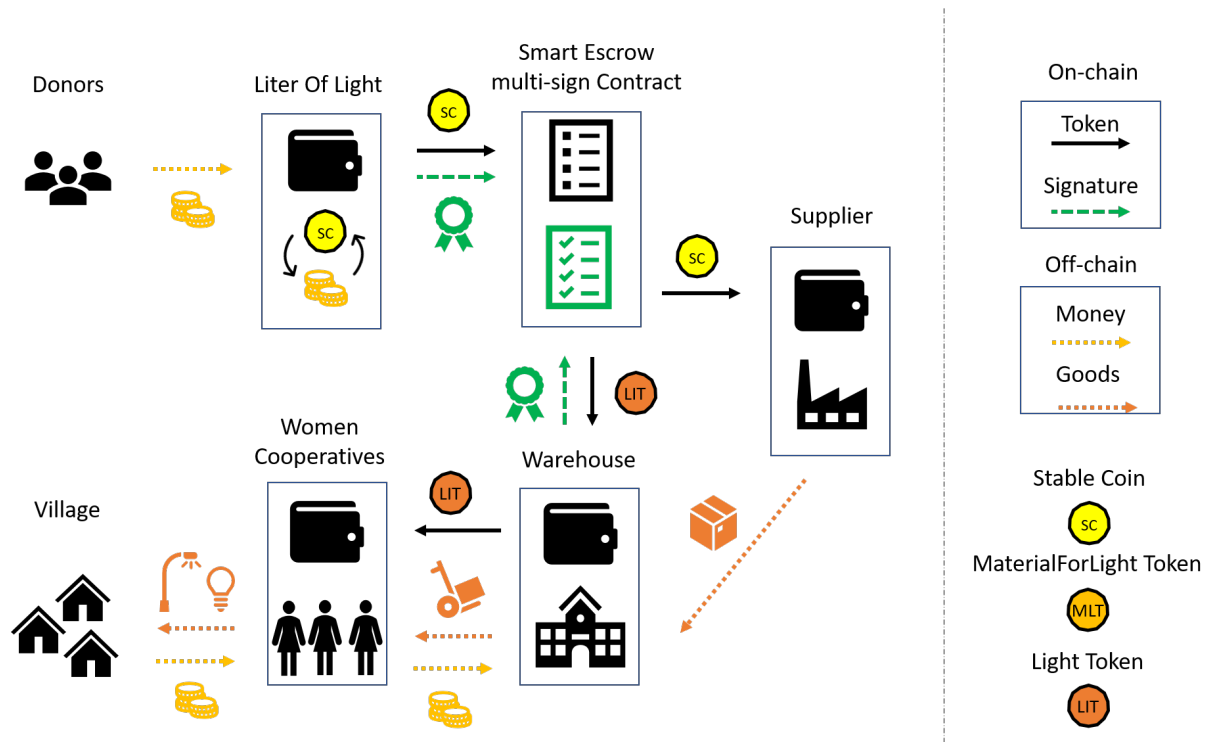 Donors
Liter Of Light
SC
SC
Smart Escrow
multi-sign Contract
SC
Supplier
LIT
Women
Cooperatives
LIT
Warehouse
Village
On-chain
Token
Signature
Off-chain
Money
Goods
Stable Coin
SC
MaterialForLight Token
MLT
Light Token
LIT